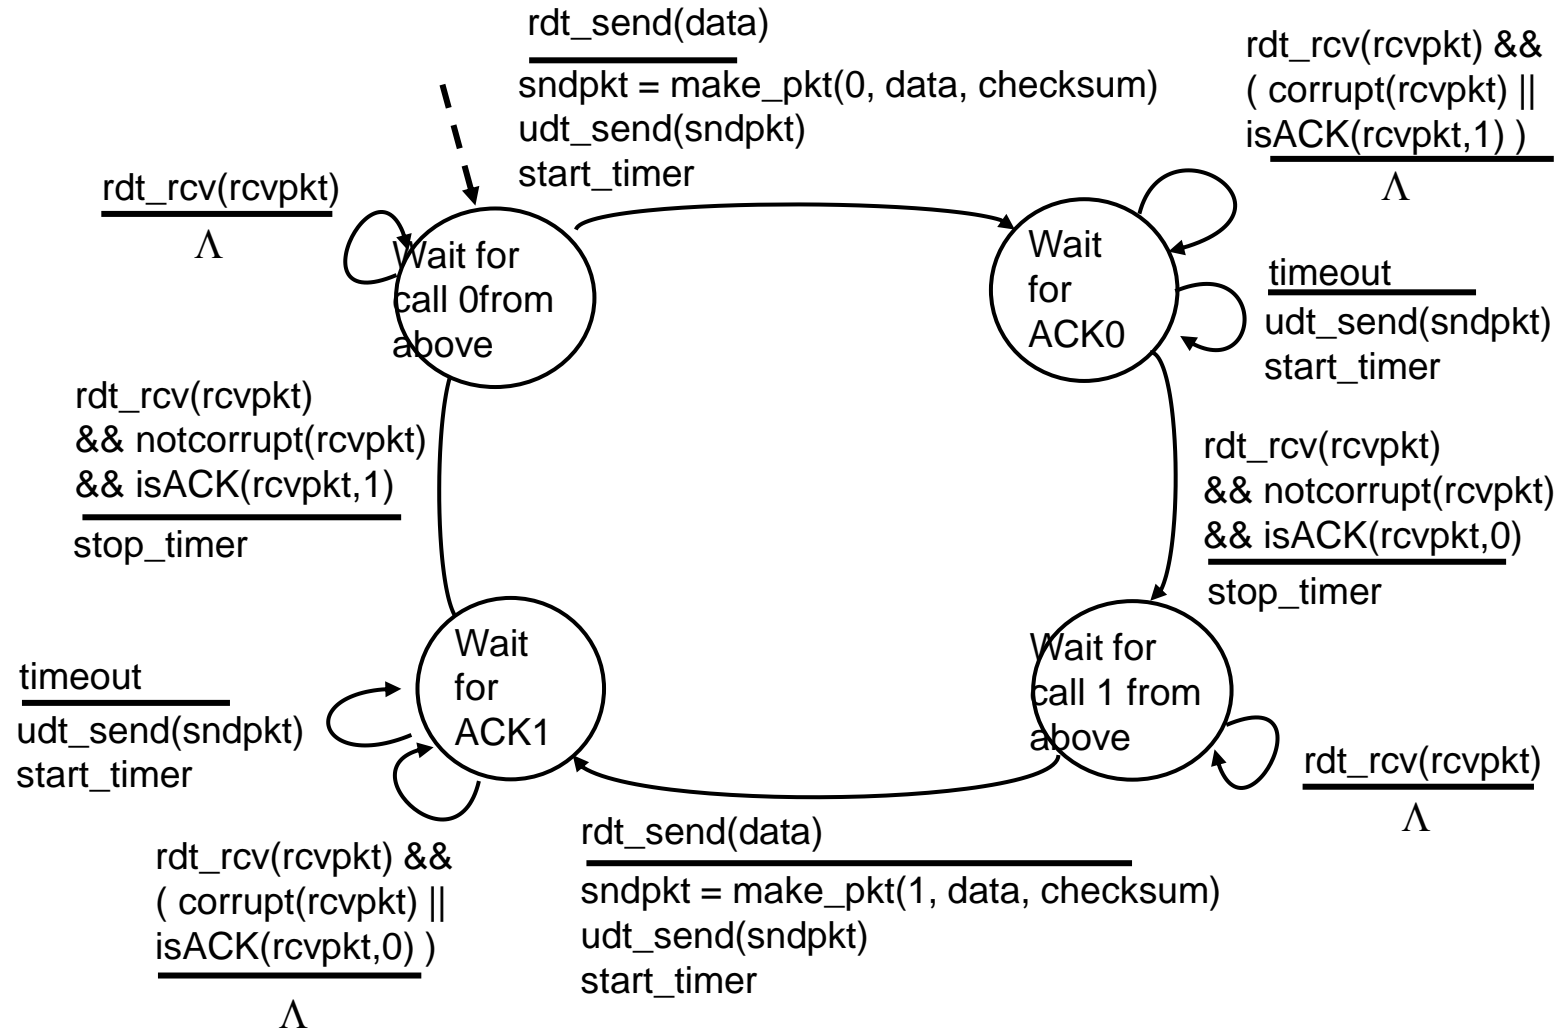 rdt_send(data)
sndpkt = make_pkt(0, data, checksum)
udt_send(sndpkt)
start_timer
rdt_rcv(rcvpkt) &&
( corrupt(rcvpkt) ||
isACK(rcvpkt,1) )
Λ
rdt_rcv(rcvpkt)
Λ
Wait for
call 0from
above
Wait
for
ACK0
timeout
udt_send(sndpkt)
start_timer
rdt_rcv(rcvpkt)
&& notcorrupt(rcvpkt)
&& isACK(rcvpkt,1)
stop_timer
rdt_rcv(rcvpkt)
&& notcorrupt(rcvpkt)
&& isACK(rcvpkt,0)
stop_timer
Wait
for
ACK1
Wait for
call 1 from
above
timeout
udt_send(sndpkt)
start_timer
rdt_rcv(rcvpkt)
Λ
rdt_rcv(rcvpkt) &&
( corrupt(rcvpkt) ||
isACK(rcvpkt,0) )
Λ
rdt_send(data)
sndpkt = make_pkt(1, data, checksum)
udt_send(sndpkt)
start_timer